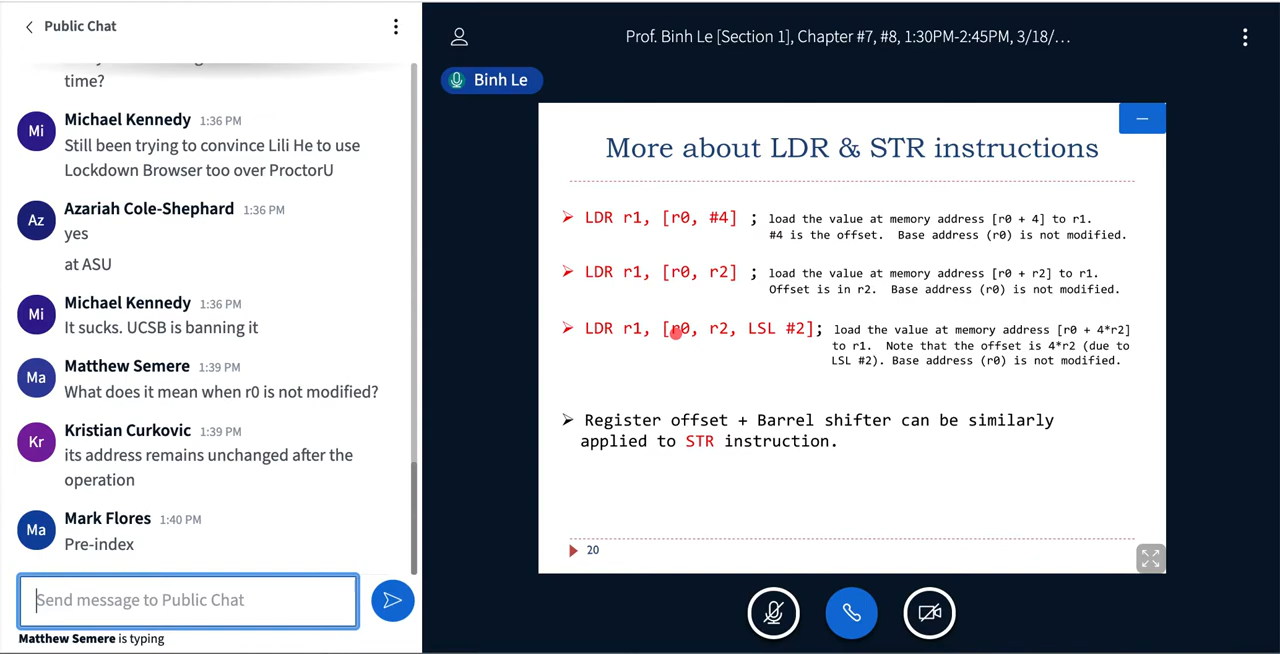 Public Chat
time?
Mi
Michael Kennedy 1:36 PM
Still been trying to convince Lili He to use
Lockdown Browser too over ProctorU
Az
Azariah Cole-Shephard 1:36 PM
yes
at ASU
Mi
Michael Kennedy 1:36 PM
It sucks. UCSB is banning it
Ma
Matthew Semere 1:39 PM
What does it mean when r0 is not modified?
Kr
Kristian Curkovic 1:39 PM
its address remains unchanged after the
operation
Ma
Mark Flores 1:40 PM
Pre-index
Send message to Public Chat
Matthew Semere is typing
Prof. Binh Le [Section 1], Chapter #7, #8, 1:30PM-2:45PM, 3/18/…
Binh Le
More about LDR & STR instructions
LDR r1, [r0, #4] ; load the value at memory address [r0 + 4] to r1.
#4 is the offset. Base address (r0) is not modified.
LDR r1, [r0, r2] ; load the value at memory address [r0 + r2] to r1.
Offset is in r2. Base address (r0) is not modified.
LDR r1, [r0, r2, LSL #2]; load the value at memory address [r0 + 4*r2]
to r1. Note that the offset is 4*r2 (due to
LSL #2). Base address (r0) is not modified.
Register offset + Barrel shifter can be similarly
applied to STR instruction.
20